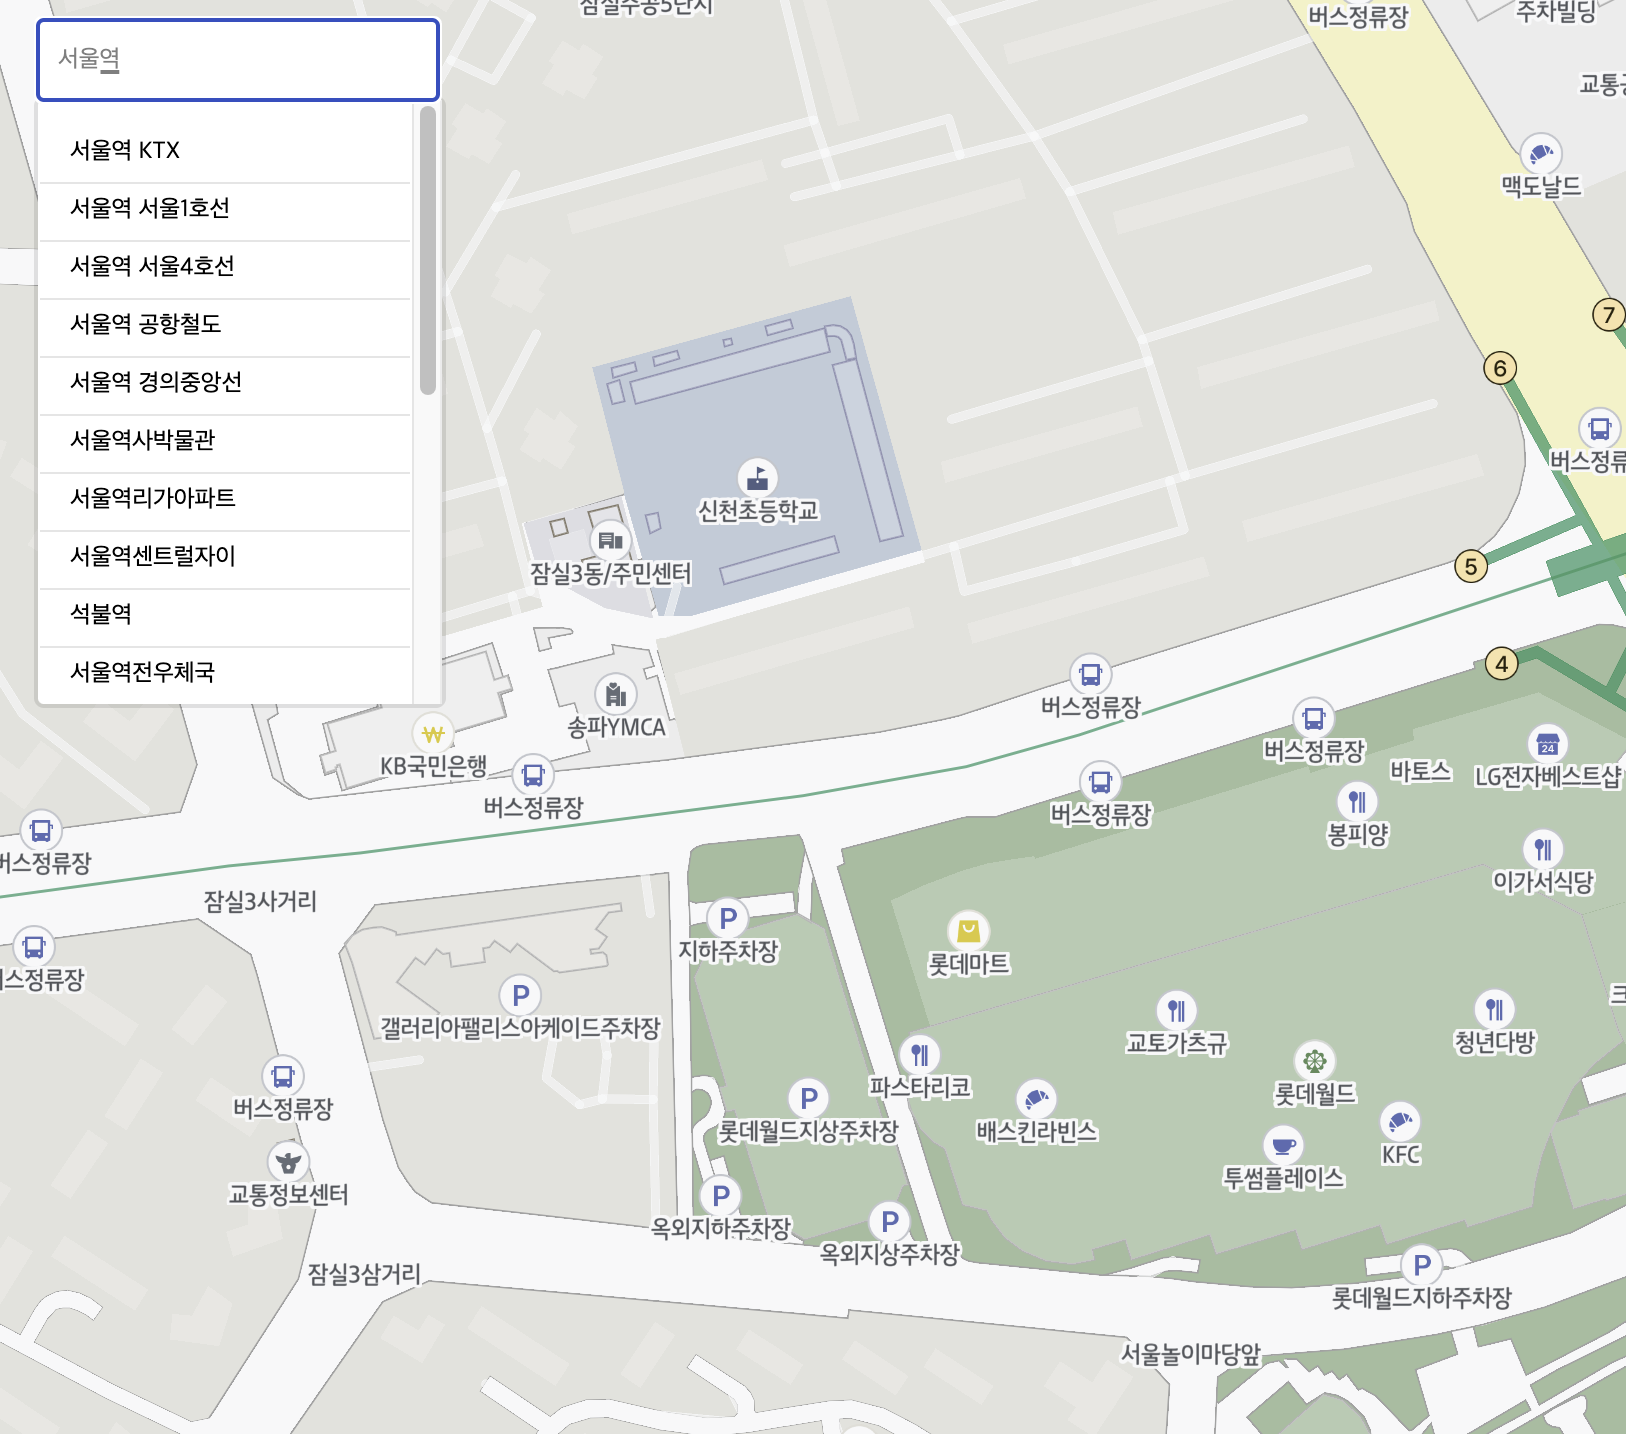 서울역
서울역 KTX
서울역 서울1호선
서울역 서울4호선
서울역 공항철도
서울역 경의중앙선
서울역사박물관
서울역리가아파트
서울역센트럴자이
석불역
서울역전우체국
잠실주공5단지
버스정류장
주차빌딩
맥도날드
7
6
버스정류
신천초등학교
5
잠실3동/주민센터
4
버스정류장
송파YMCA
버스정류장
KB국민은행
24
바토스
LG전자베스트샵
버스정류장
버스정류장
봉피양
버스정류장
이가서식당
잠실3사거리
P
지하주차장
롯데마트
버스정류장
P
갤러리아팰리스아케이드주차장
교토가츠규
청년다방
파스타리코
롯데월드
버스정류장
P
롯데월드지상주차장
배스킨라빈스
KFC
투썸플레이스
교통정보센터
P
옥외지하주차장
P
옥외지상주차장
잠실3삼거리
P
롯데월드지하주차장
서울놀이마당앞